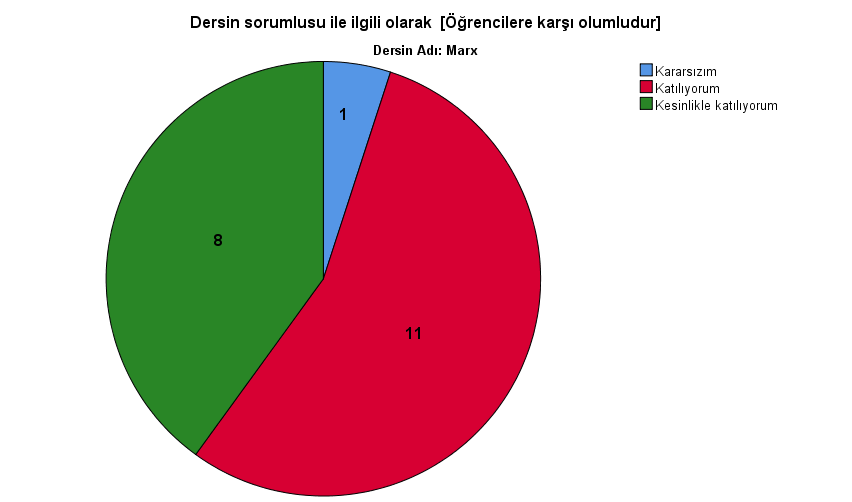 Dersin sorumlusu ile ilgili olarak  [Öğrencilere karşı olumludur]
Dersin Adı: Marx
Kararsızım
Katılıyorum
Kesinlikle katılıyorum
1
8
11